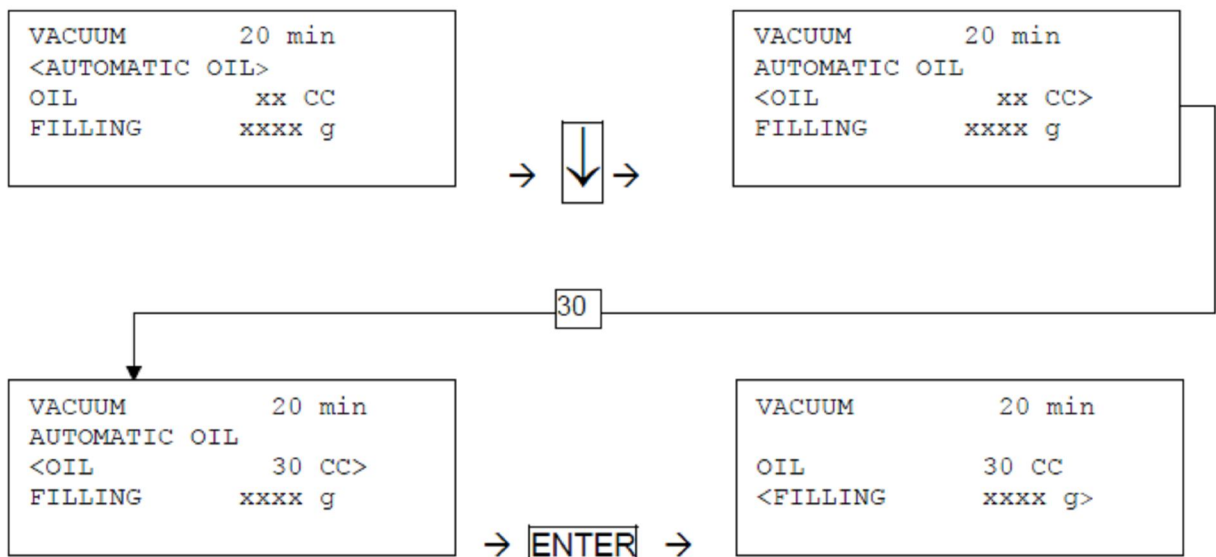 VACUUM 20 min
<AUTOMATIC OIL>
OIL xx CC
FILLING xxxx g
→ ↓ →
VACUUM 20 min
AUTOMATIC OIL
<OIL xx CC>
FILLING xxxx g
30
VACUUM 20 min
AUTOMATIC OIL
<OIL 30 CC>
FILLING xxxx g
→ ENTER →
VACUUM 20 min
OIL 30 CC
<FILLING xxxx g>